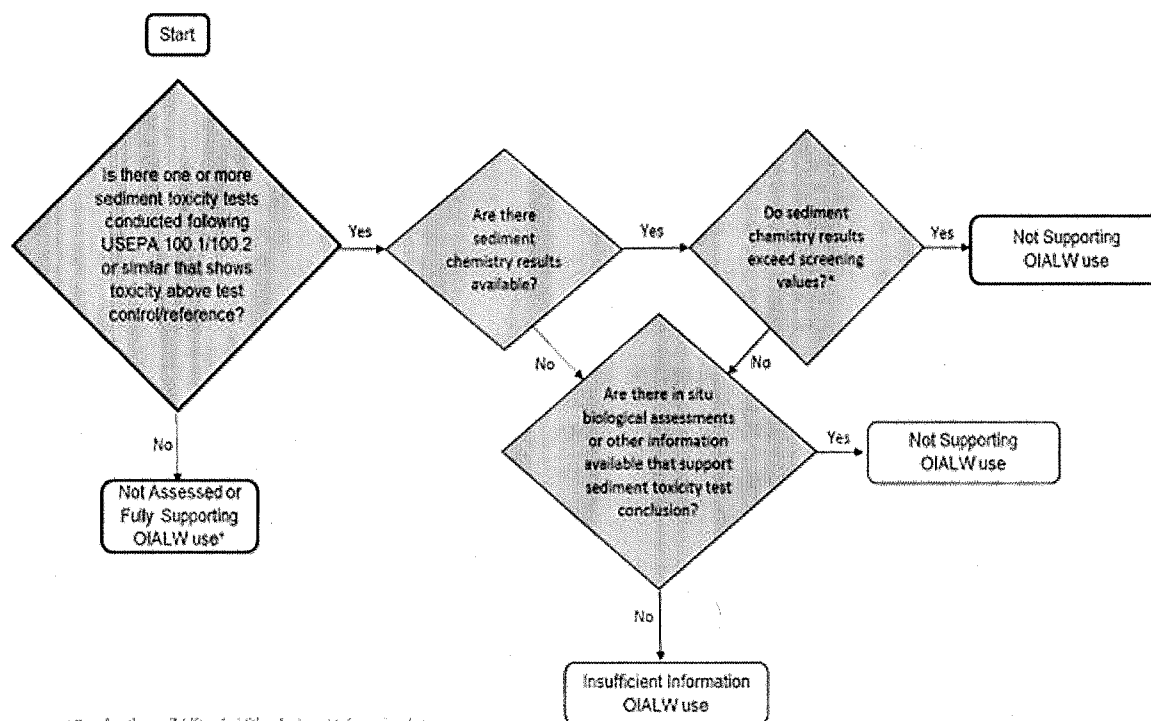 Start
Is there one or more
sediment toxicity tests
conducted following
USEPA 100.1/100.2
or similar that shows
toxicity above test
control/reference?
Yes
Are there
sediment
chemistry results
available?
Yes
Do sediment
chemistry results
exceed screening
values?*
Yes
Not Supporting
OIALW use
No
No
Are there in situ
biological assessments
or other information
available that support
sediment toxicity test
conclusion?
Yes
Not Supporting
OIALW use
No
Not Assessed or
Fully Supporting
OIALW use⁺
No
Insufficient Information
OIALW use